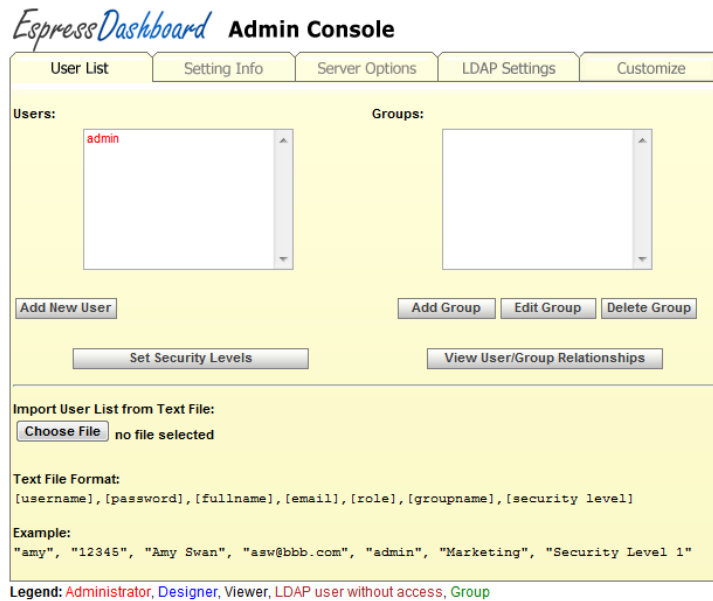 EspressDashboard Admin Console
User List Setting Info Server Options LDAP Settings Customize
Users: Groups:
admin
Add New User Add Group Edit Group Delete Group
Set Security Levels View User/Group Relationships
Import User List from Text File:
Choose File no file selected
Text File Format:
[username],[password],[fullname],[email],[role],[groupname],[security level]
Example:
"amy", "12345", "Amy Swan", "asw@bbb.com", "admin", "Marketing", "Security Level 1"
Legend: Administrator, Designer, Viewer, LDAP user without access, Group